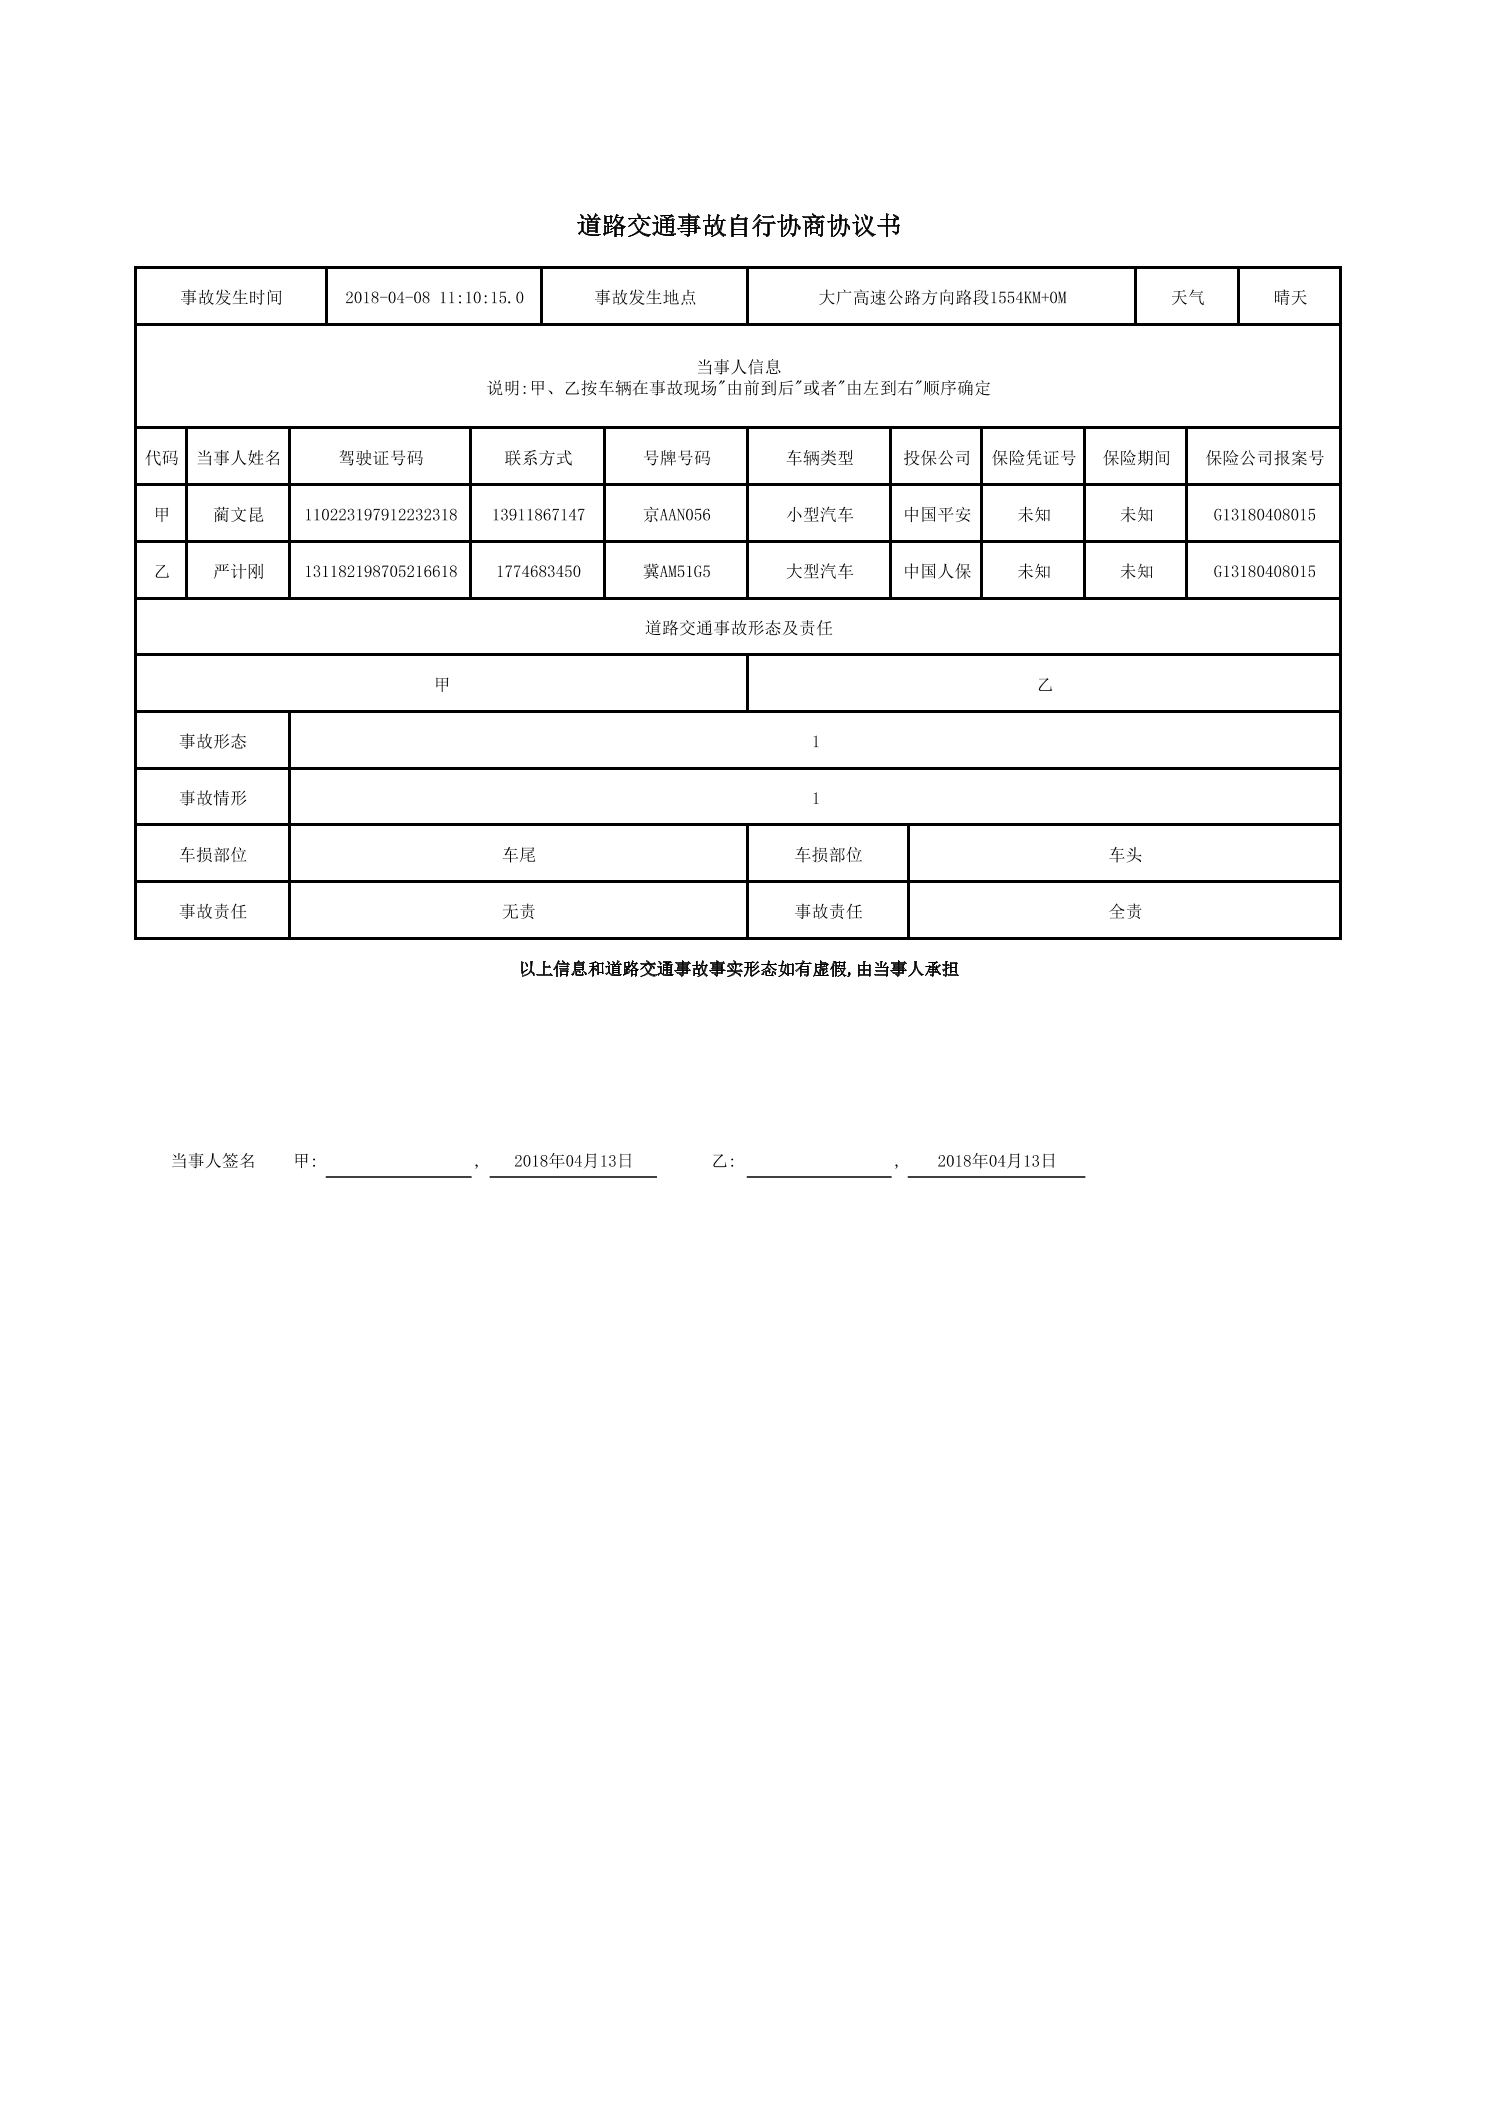 道路交通事故自行协商协议书
事故发生时间 2018-04-08 11:10:15.0 事故发生地点 大广高速公路方向路段1554KM+0M 天气 晴天
当事人信息
说明:甲、乙按车辆在事故现场"由前到后"或者"由左到右"顺序确定
代码 当事人姓名 驾驶证号码 联系方式 号牌号码 车辆类型 投保公司 保险凭证号 保险期间 保险公司报案号
甲 蔺文昆 110223197912232318 13911867147 京AAN056 小型汽车 中国平安 未知 未知 G13180408015
乙 严计刚 131182198705216618 1774683450 冀AM51G5 大型汽车 中国人保 未知 未知 G13180408015
道路交通事故形态及责任
甲 乙
事故形态 1
事故情形 1
车损部位 车尾 车损部位 车头
事故责任 无责 事故责任 全责
以上信息和道路交通事故事实形态如有虚假,由当事人承担
当事人签名 甲: , 2018年04月13日 乙: , 2018年04月13日